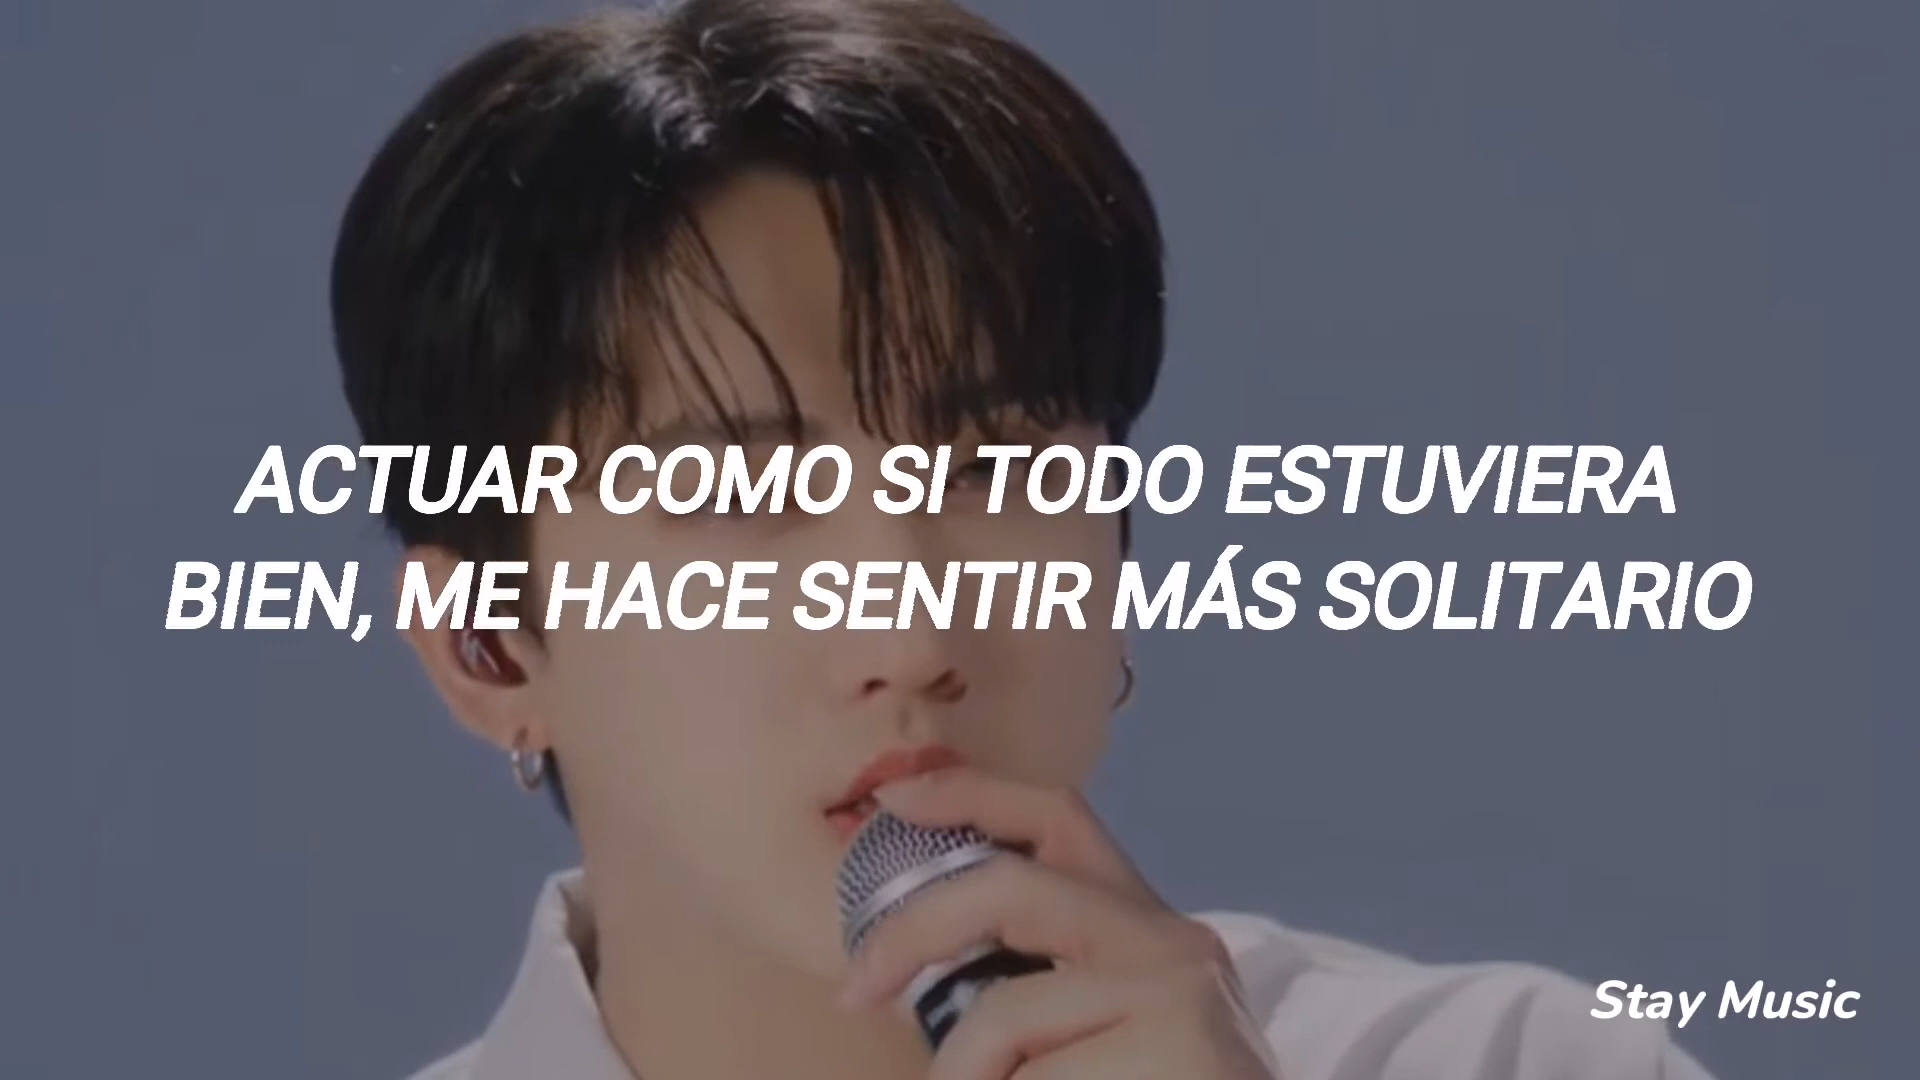 ACTUAR COMO SI TODO ESTUVIERA
BIEN, ME HACE SENTIR MÁS SOLITARIO
Stay Music